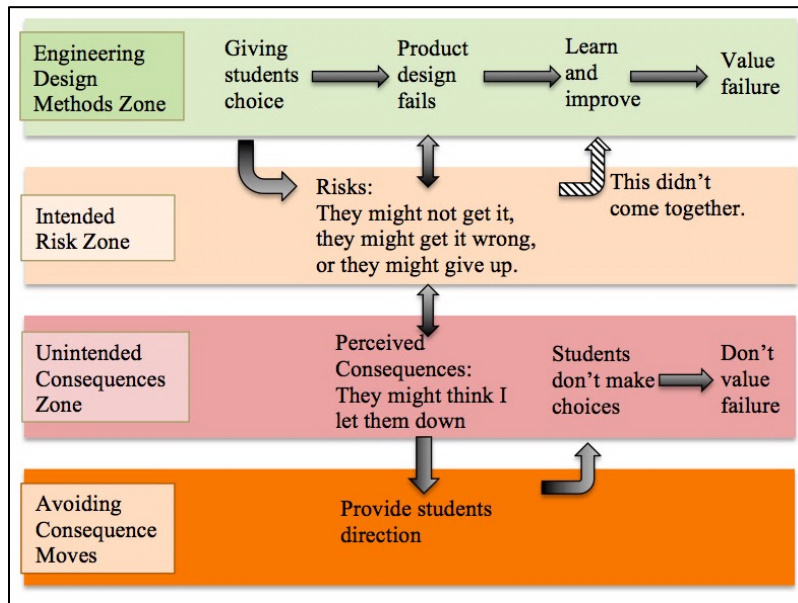 Engineering
Design
Methods Zone
Giving
students
choice
Product
design
fails
Learn
and
improve
Value
failure
Intended
Risk Zone
Risks:
They might not get it,
they might get it wrong,
or they might give up.
This didn’t
come together.
Unintended
Consequences
Zone
Perceived
Consequences:
They might think I
let them down
Students
don’t make
choices
Don’t
value
failure
Avoiding
Consequence
Moves
Provide students
direction